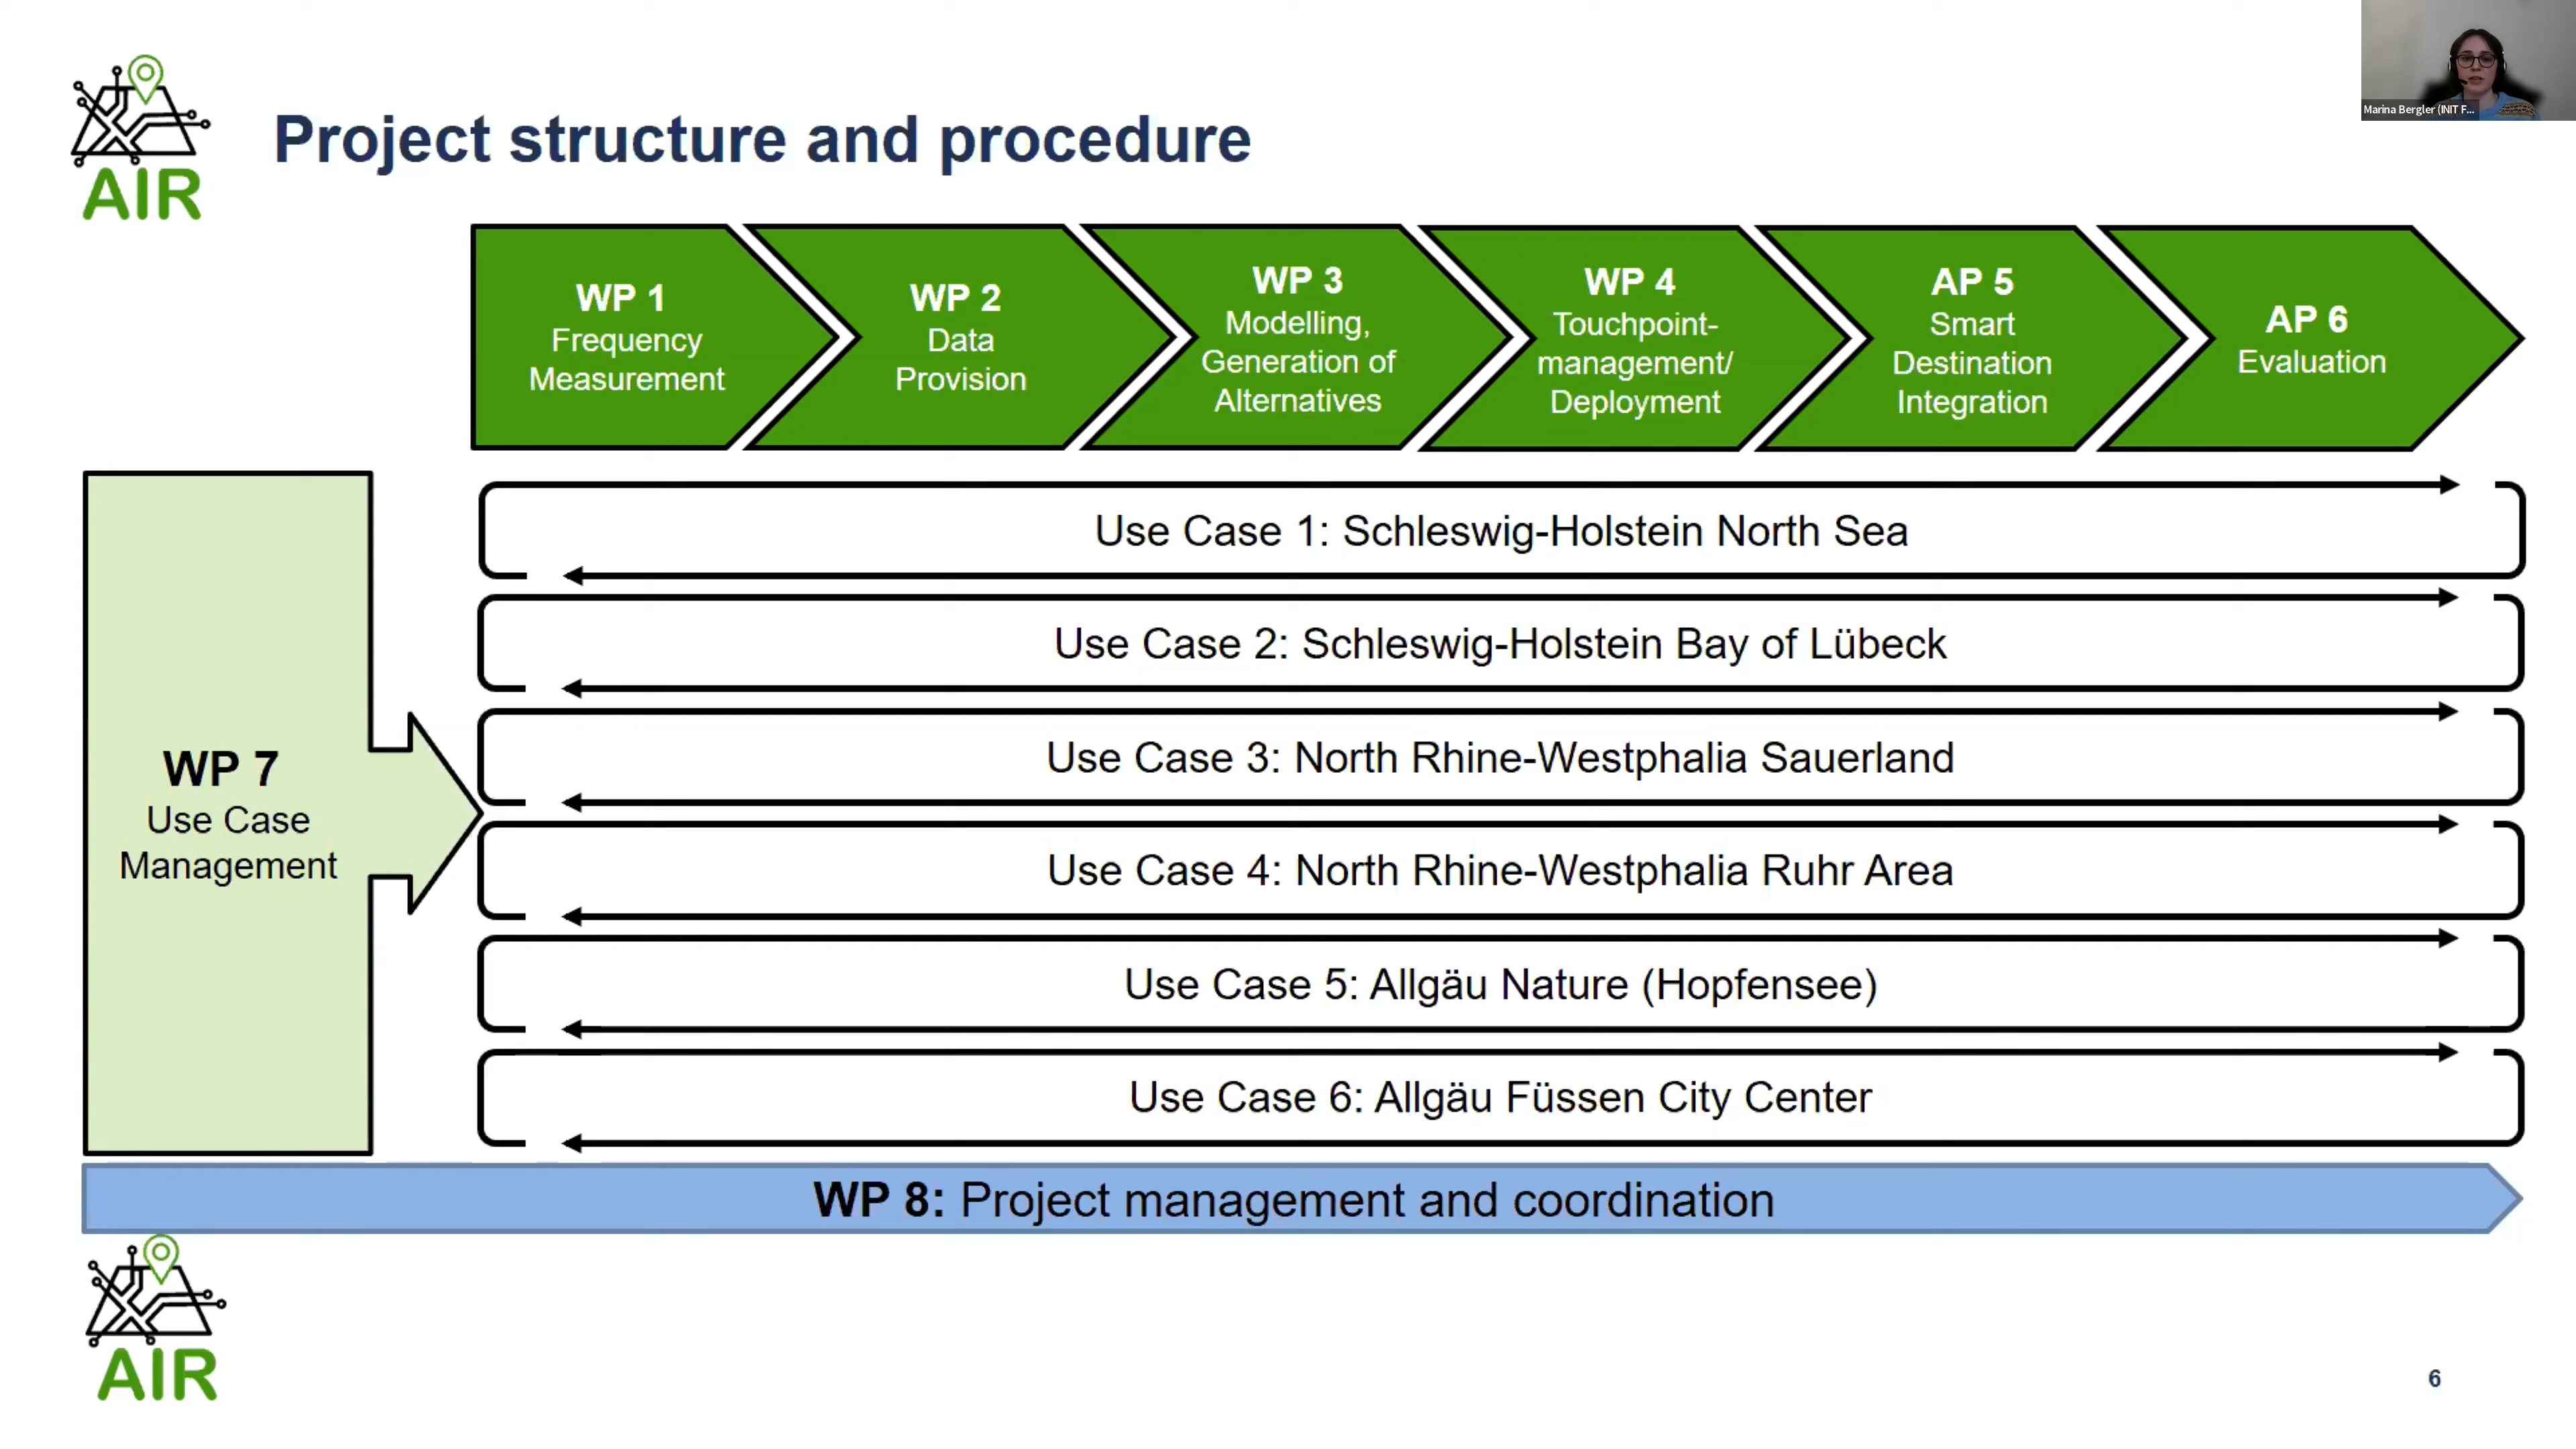 AIR
Project structure and procedure
Marina Bergler (INIT F...
WP 1
Frequency
Measurement
WP 2
Data
Provision
WP 3
Modelling,
Generation of
Alternatives
WP 4
Touchpoint-
management/
Deployment
AP 5
Smart
Destination
Integration
AP 6
Evaluation
WP 7
Use Case
Management
Use Case 1: Schleswig-Holstein North Sea
Use Case 2: Schleswig-Holstein Bay of Lübeck
Use Case 3: North Rhine-Westphalia Sauerland
Use Case 4: North Rhine-Westphalia Ruhr Area
Use Case 5: Allgäu Nature (Hopfensee)
Use Case 6: Allgäu Füssen City Center
WP 8: Project management and coordination
AIR
6